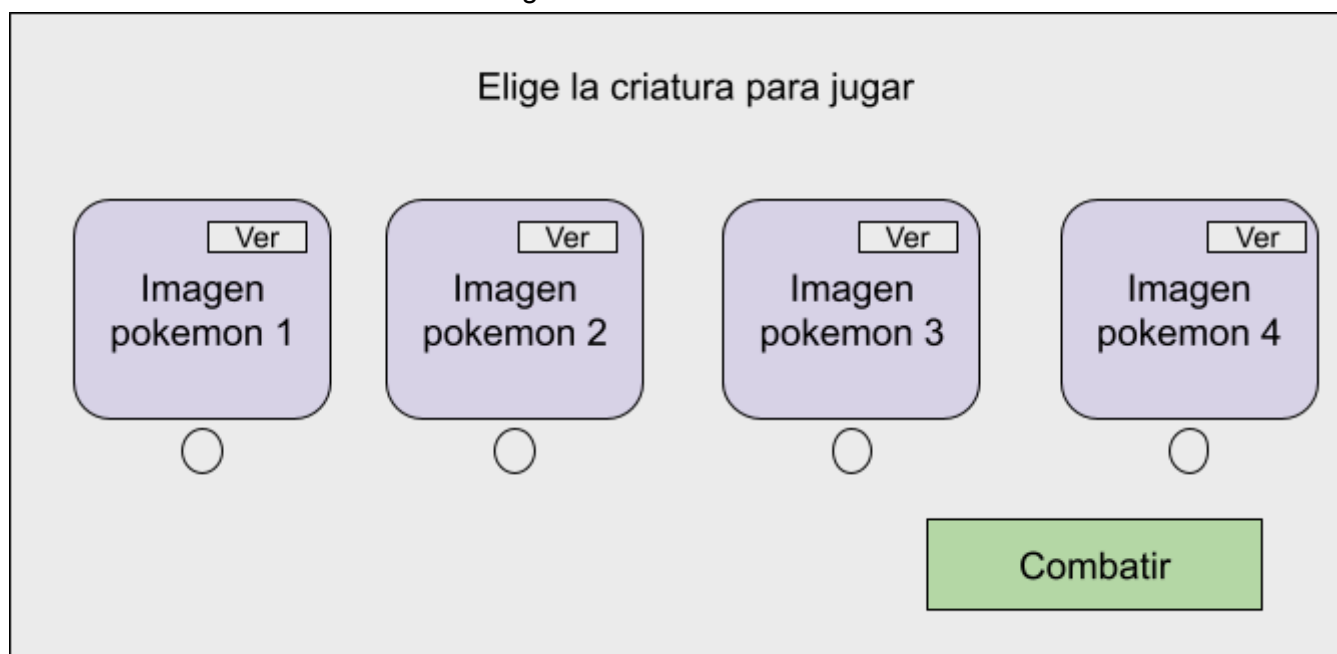 Elige la criatura para jugar
Ver
Imagen
pokemon 1
Ver
Imagen
pokemon 2
Ver
Imagen
pokemon 3
Ver
Imagen
pokemon 4
Combatir